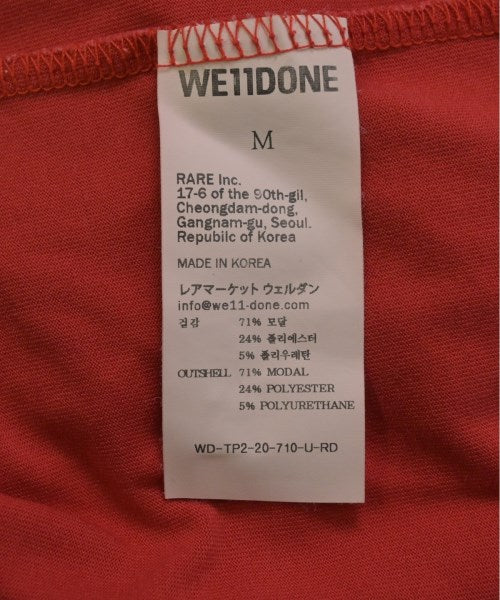 WE11DONE
M
RARE Inc.
17-6 of the 90th-gil,
Cheongdam-dong,
Gangnam-gu, Seoul.
Republic of Korea
MADE IN KOREA
レアマーケット ウェルダン
info@we11-done.com
겉감 71% 모달
24% 폴리에스터
5% 폴리우레탄
OUTSHELL 71% MODAL
24% POLYESTER
5% POLYURETHANE
WD-TP2-20-710-U-RD